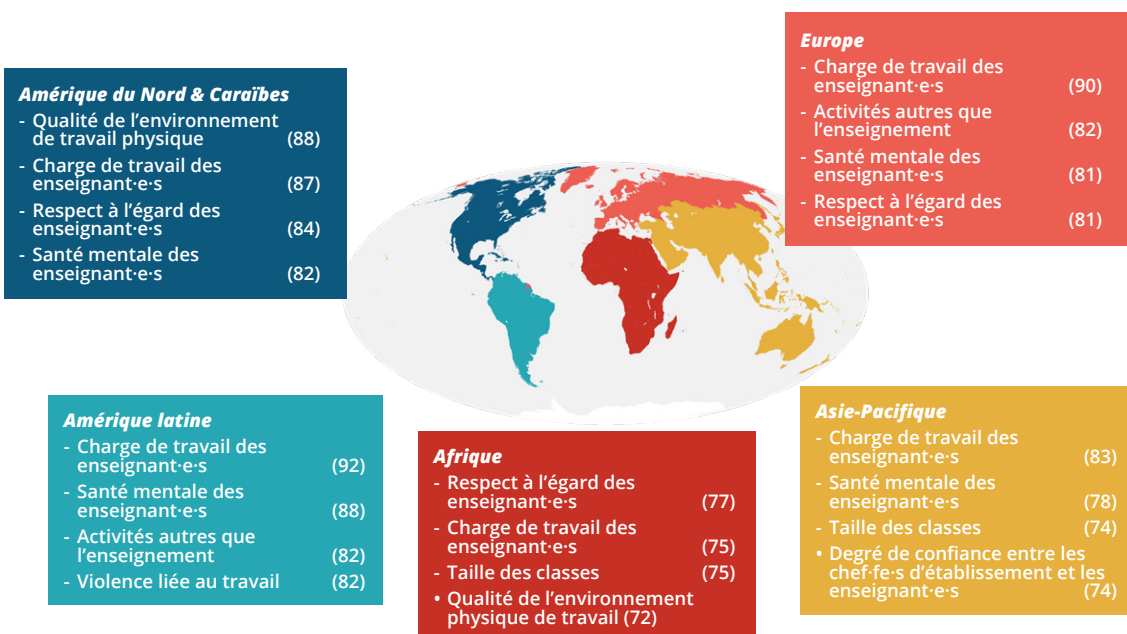 Amérique du Nord & Caraïbes
- Qualité de l'environnement
de travail physique (88)
- Charge de travail des
enseignant·e·s (87)
- Respect à l'égard des
enseignant·e·s (84)
- Santé mentale des
enseignant·e·s (82)
Europe
- Charge de travail des
enseignant·e·s (90)
- Activités autres que
l'enseignement (82)
- Santé mentale des
enseignant·e·s (81)
- Respect à l'égard des
enseignant·e·s (81)
Amérique latine
- Charge de travail des
enseignant·e·s (92)
- Santé mentale des
enseignant·e·s (88)
- Activités autres que
l'enseignement (82)
- Violence liée au travail (82)
Afrique
- Respect à l'égard des
enseignant·e·s (77)
- Charge de travail des
enseignant·e·s (75)
- Taille des classes (75)
• Qualité de l'environnement
physique de travail (72)
Asie-Pacifique
- Charge de travail des
enseignant·e·s (83)
- Santé mentale des
enseignant·e·s (78)
- Taille des classes (74)
• Degré de confiance entre les
chef·fe·s d'établissement et les
enseignant·e·s (74)